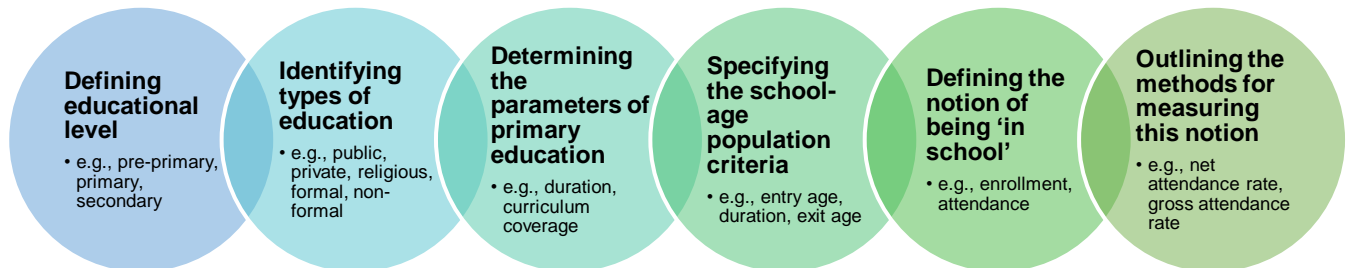 Defining
educational
level
• e.g., pre-primary,
primary,
secondary
Identifying
types of
education
• e.g., public,
private, religious,
formal, non-
formal
Determining
the
parameters of
primary
education
• e.g., duration,
curriculum
coverage
Specifying
the school-
age
population
criteria
• e.g., entry age,
duration, exit age
Defining the
notion of
being ‘in
school’
• e.g., enrollment,
attendance
Outlining the
methods for
measuring
this notion
• e.g., net
attendance rate,
gross attendance
rate